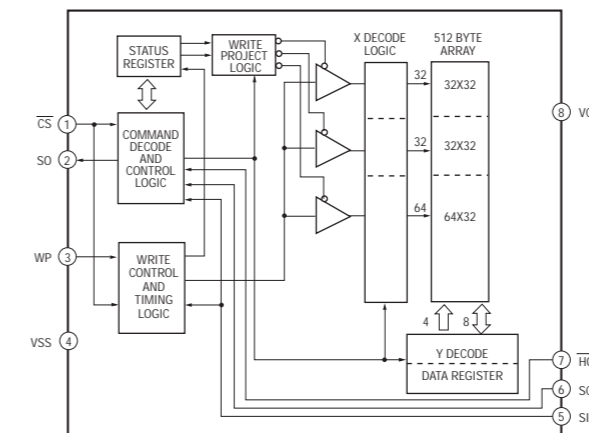 STATUS
REGISTER
WRITE
PROJECT
LOGIC
X DECODE
LOGIC
512 BYTE
ARRAY
32
32X32
32
32X32
64
64X32
CS
1
SO
2
COMMAND
DECODE
AND
CONTROL
LOGIC
8
WP
3
WRITE
CONTROL
AND
TIMING
LOGIC
VSS
4
4
8
Y DECODE
DATA REGISTER
7
6
5
SI